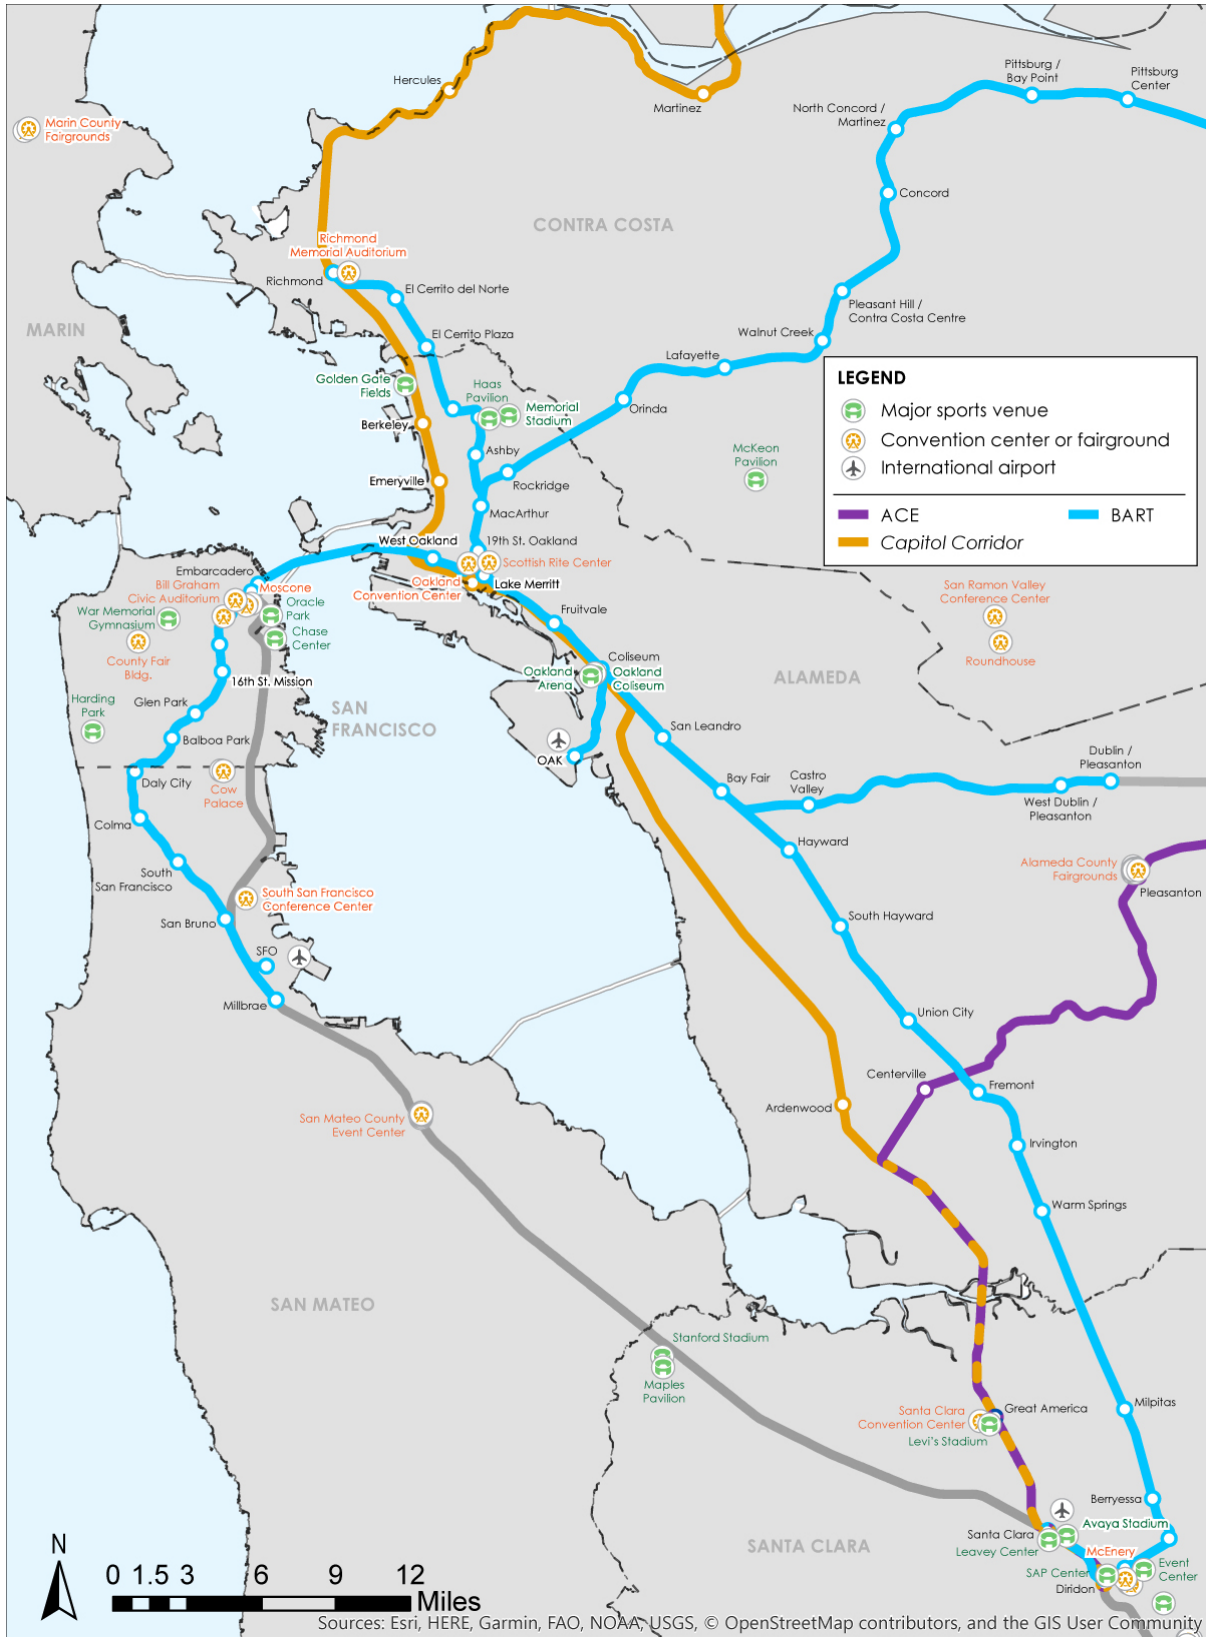 Hercules
Martinez
Pittsburg /
Bay Point
Pittsburg
Center
North Concord /
Martinez
Marin County
Fairgrounds
Concord
CONTRA COSTA
Richmond
Memorial Auditorium
Richmond
El Cerrito del Norte
Pleasant Hill /
Contra Costa Centre
MARIN
El Cerrito Plaza
Walnut Creek
Lafayette
LEGEND
Major sports venue
Convention center or fairground
International airport
ACE
BART
Capitol Corridor
Golden Gate
Fields
Haas
Pavilion
Memorial
Stadium
Orinda
Berkeley
Ashby
McKeon
Pavilion
Emeryville
Rockridge
MacArthur
West Oakland
19th St. Oakland
Scottish Rite Center
Embarcadero
Oakland
Convention Center
Lake Merritt
Bill Graham
Civic Auditorium
Moscone
San Ramon Valley
Conference Center
War Memorial
Gymnasium
Oracle
Park
Fruitvale
Chase
Center
County Fair
Bldg.
Coliseum
Roundhouse
Oakland
Arena
Oakland
Coliseum
ALAMEDA
16th St. Mission
Harding
Park
Glen Park
SAN
FRANCISCO
San Leandro
Balboa Park
OAK
Dublin /
Pleasanton
Daly City
Cow
Palace
Bay Fair
Castro
Valley
West Dublin /
Pleasanton
Colma
Hayward
South
San Francisco
Alameda County
Fairgrounds
Pleasanton
South San Francisco
Conference Center
San Bruno
South Hayward
SFO
Millbrae
Union City
Centerville
Fremont
Ardenwood
San Mateo County
Event Center
Irvington
Warm Springs
SAN MATEO
Stanford Stadium
Maples
Pavilion
Santa Clara
Convention Center
Great America
Milpitas
Levi's Stadium
Berryessa
Avaya Stadium
Santa Clara
Leavey Center
SANTA CLARA
McEnery
SAP Center
Event
Center
Diridon
N
0 1.5 3 6 9 12
Miles
Sources: Esri, HERE, Garmin, FAO, NOAA, USGS, © OpenStreetMap contributors, and the GIS User Community